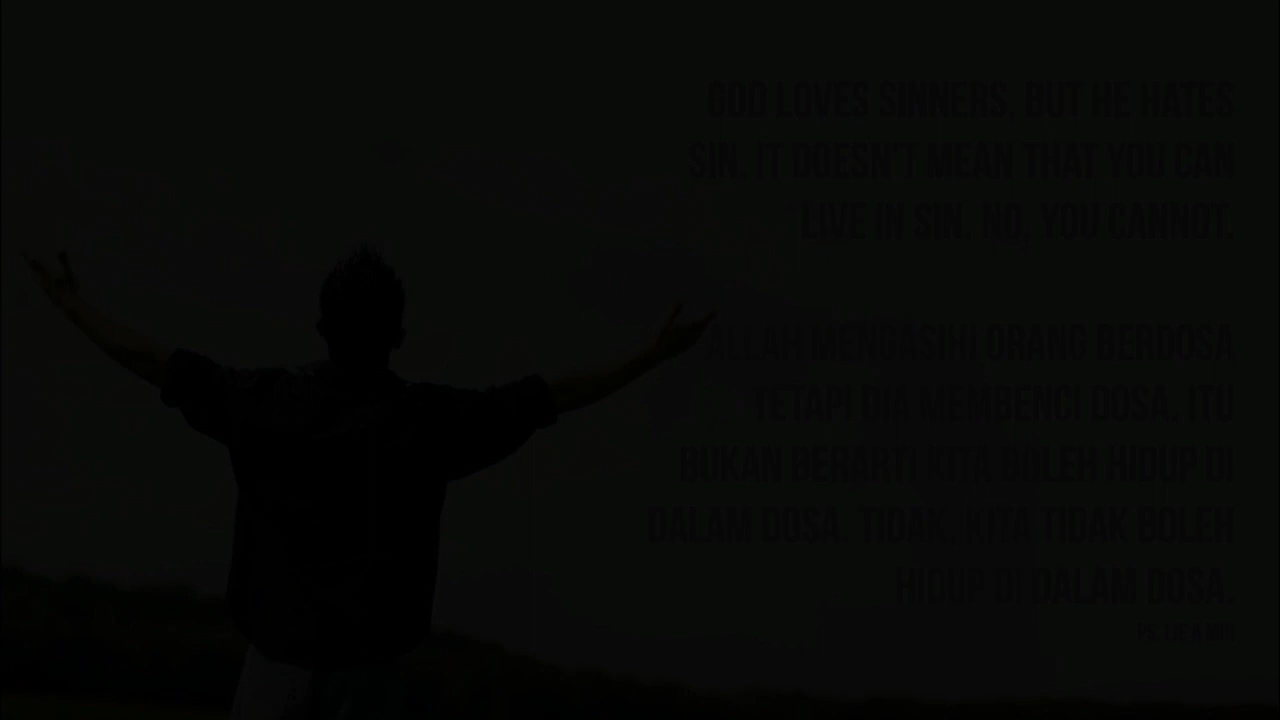 GOD LOVES SINNERS, BUT HE HATES
SIN. IT DOESN'T MEAN THAT YOU CAN
LIVE IN SIN. NO, YOU CANNOT.
ALLAH MENGASIHI ORANG BERDOSA
TETAPI DIA MEMBENCI DOSA. ITU
BUKAN BERARTI KITA BOLEH HIDUP DI
DALAM DOSA. TIDAK, KITA TIDAK BOLEH
HIDUP DI DALAM DOSA.
PS.